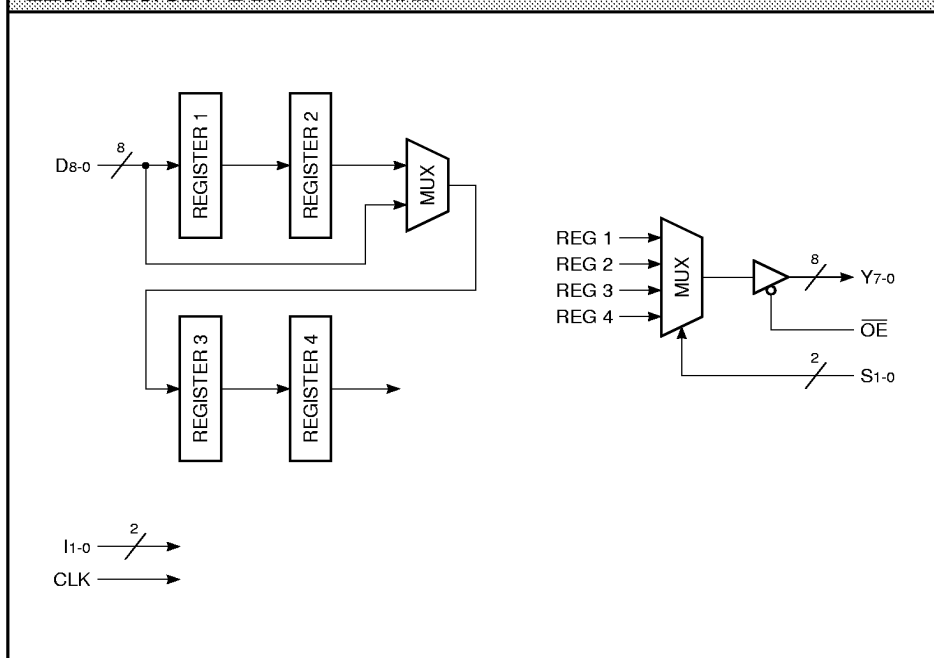 REGISTER 1
REGISTER 2
8
D8-0
MUX
REG 1
REG 2
REG 3
REG 4
MUX
8
Y7-0
OE
2
S1-0
REGISTER 3
REGISTER 4
2
I1-0
CLK